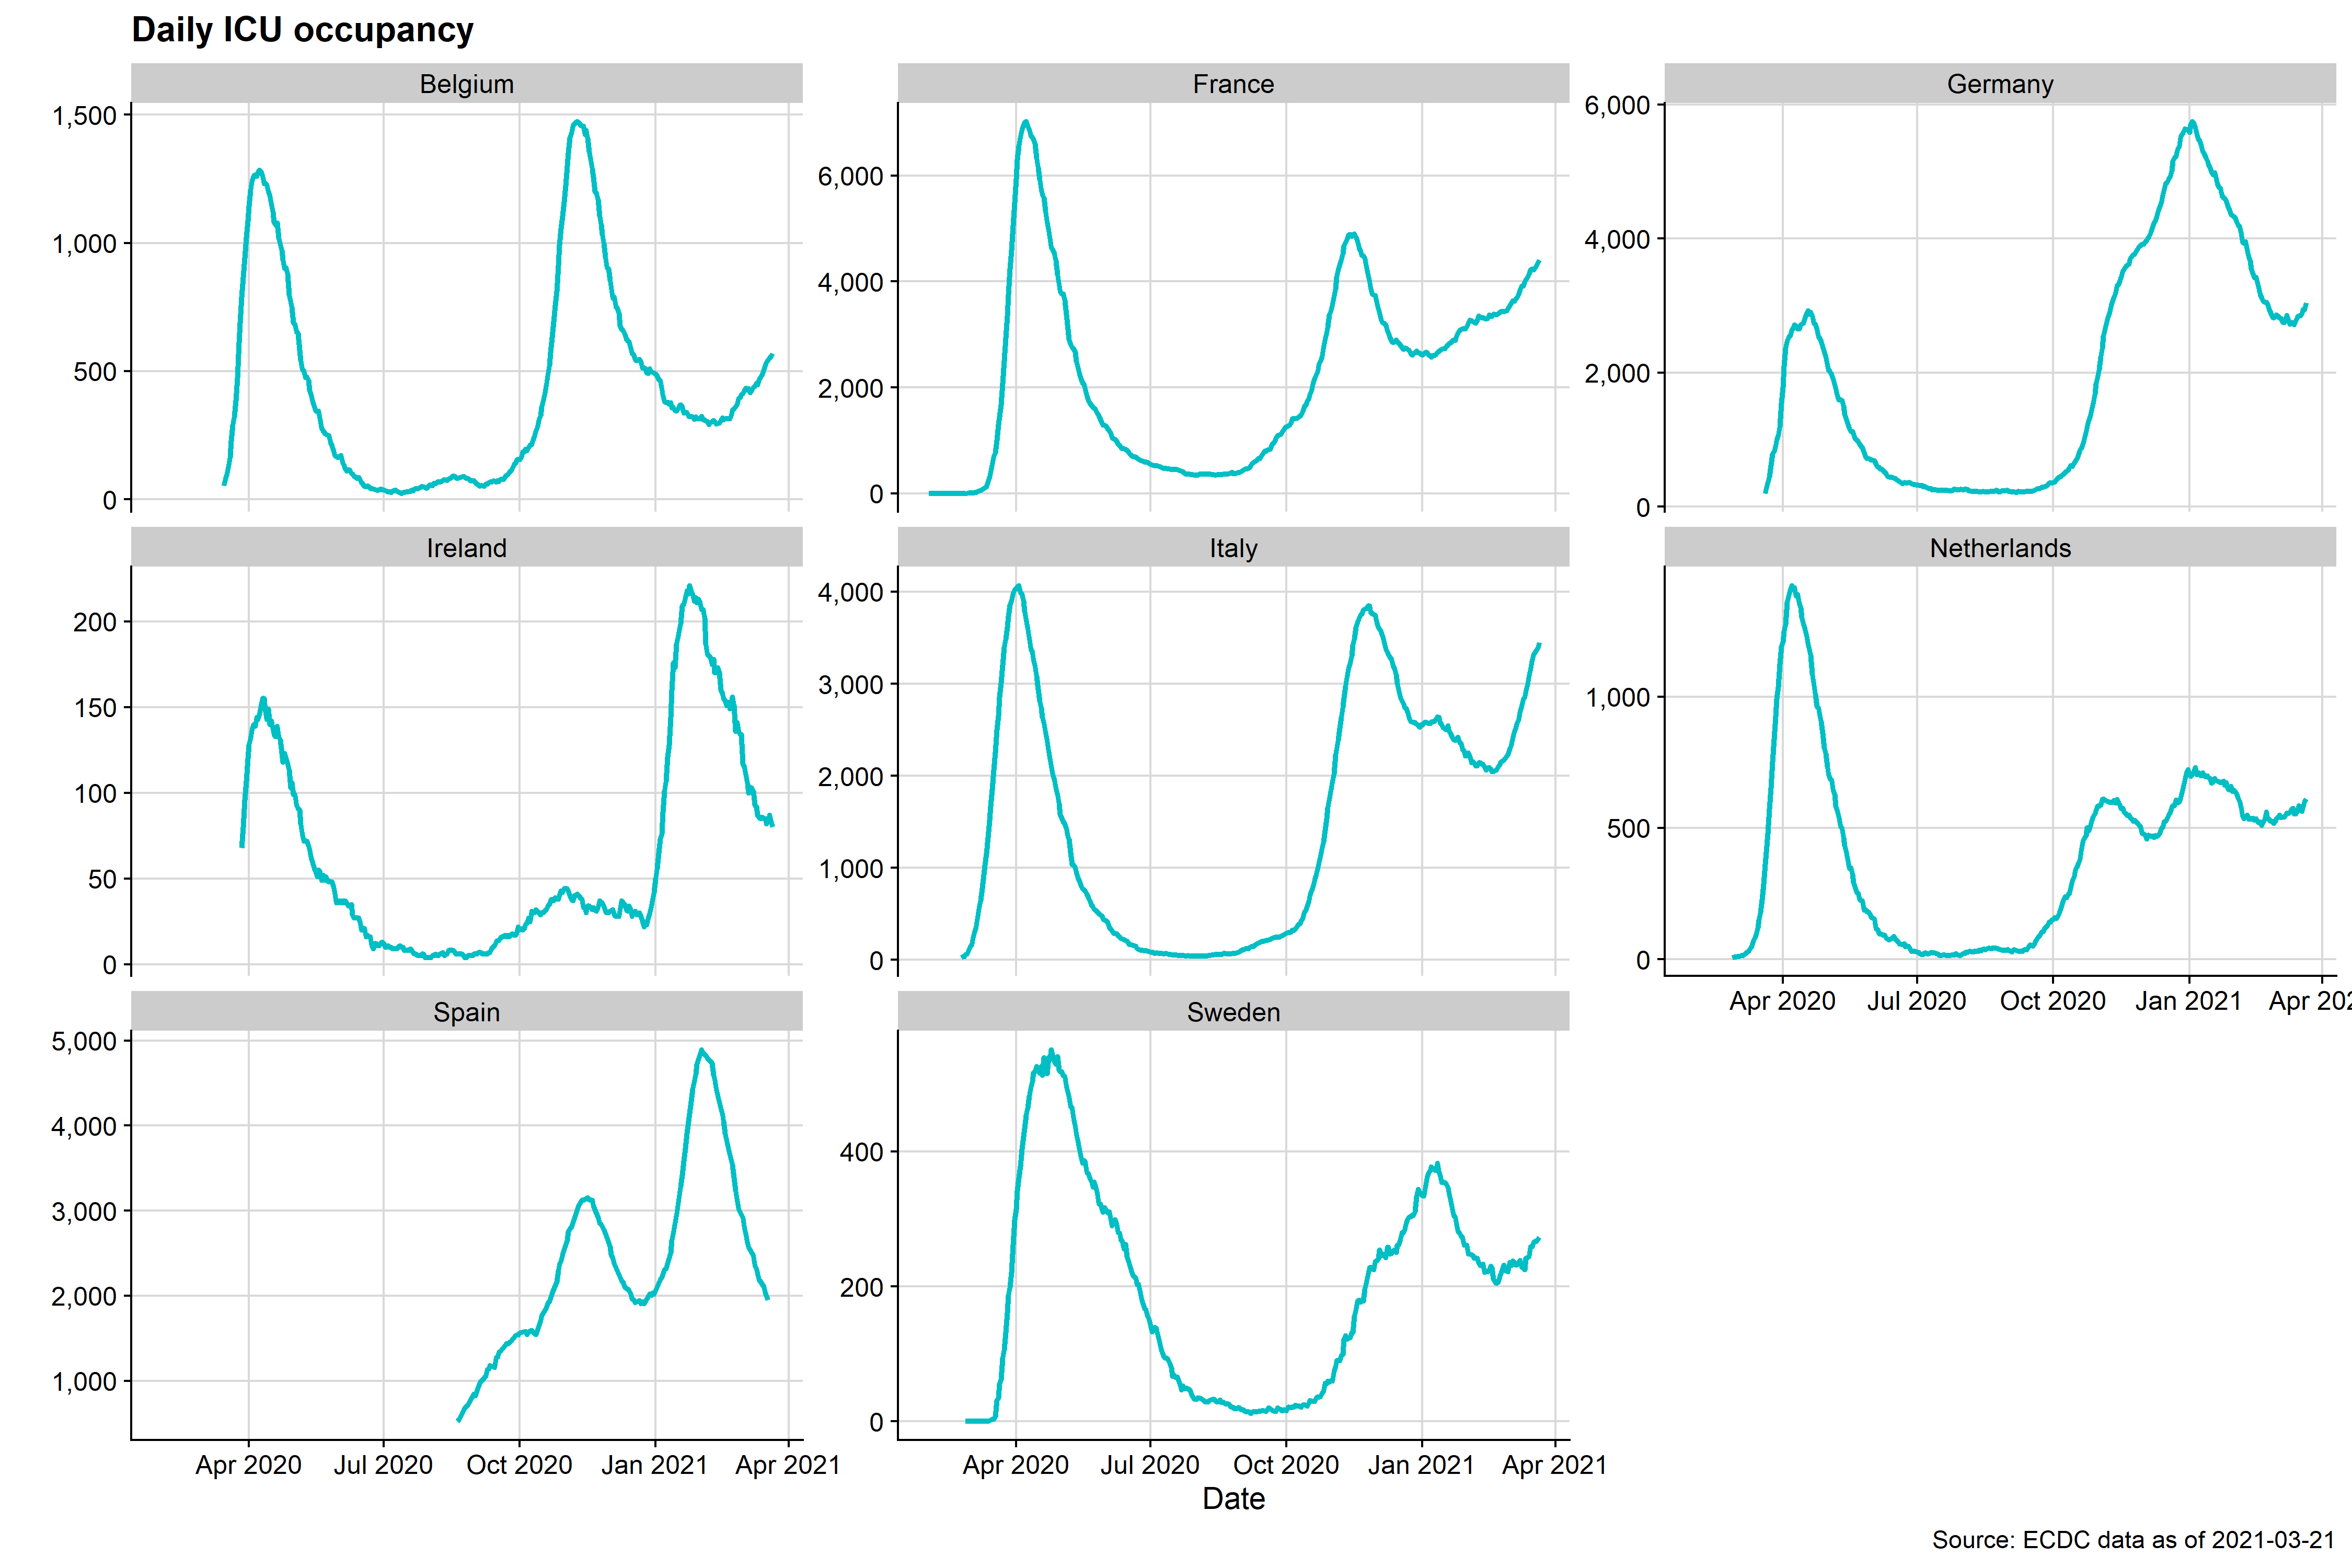 Daily ICU occupancy
Belgium
France
Germany
1,500
1,000
500
0
6,000
4,000
2,000
0
6,000
4,000
2,000
0
Ireland
Italy
Netherlands
200
150
100
50
0
4,000
3,000
2,000
1,000
0
1,000
500
0
Apr 2020 Jul 2020 Oct 2020 Jan 2021 Apr 202
Spain
Sweden
5,000
4,000
3,000
2,000
1,000
400
200
0
Apr 2020 Jul 2020 Oct 2020 Jan 2021 Apr 2021
Apr 2020 Jul 2020 Oct 2020 Jan 2021 Apr 2021
Date
Source: ECDC data as of 2021-03-21